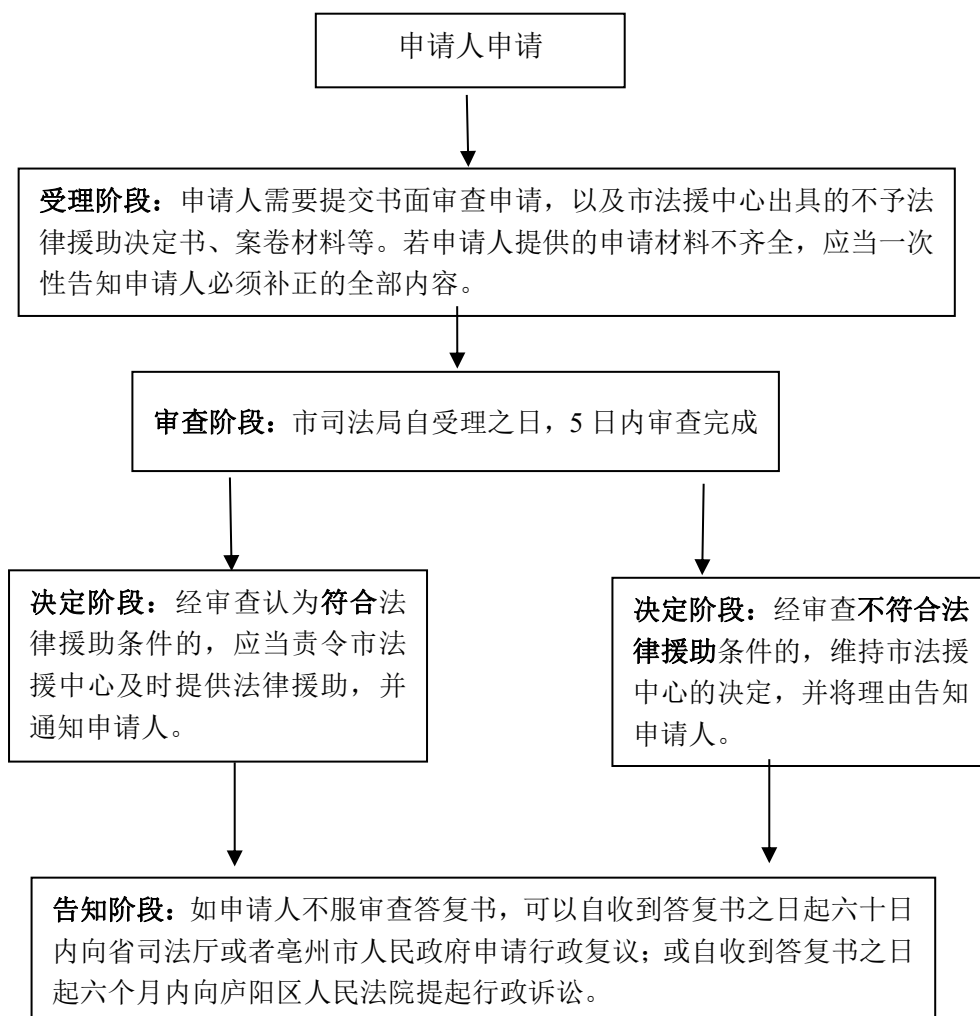 申请人申请
受理阶段：申请人需要提交书面审查申请，以及市法援中心出具的不予法
律援助决定书、案卷材料等。若申请人提供的申请材料不齐全，应当一次
性告知申请人必须补正的全部内容。
审查阶段：市司法局自受理之日，5 日内审查完成
决定阶段：经审查认为符合法
律援助条件的，应当责令市法
援中心及时提供法律援助，并
通知申请人。
决定阶段：经审查不符合法
律援助条件的，维持市法援
中心的决定，并将理由告知
申请人。
告知阶段：如申请人不服审查答复书，可以自收到答复书之日起六十日
内向省司法厅或者亳州市人民政府申请行政复议；或自收到答复书之日
起六个月内向庐阳区人民法院提起行政诉讼。